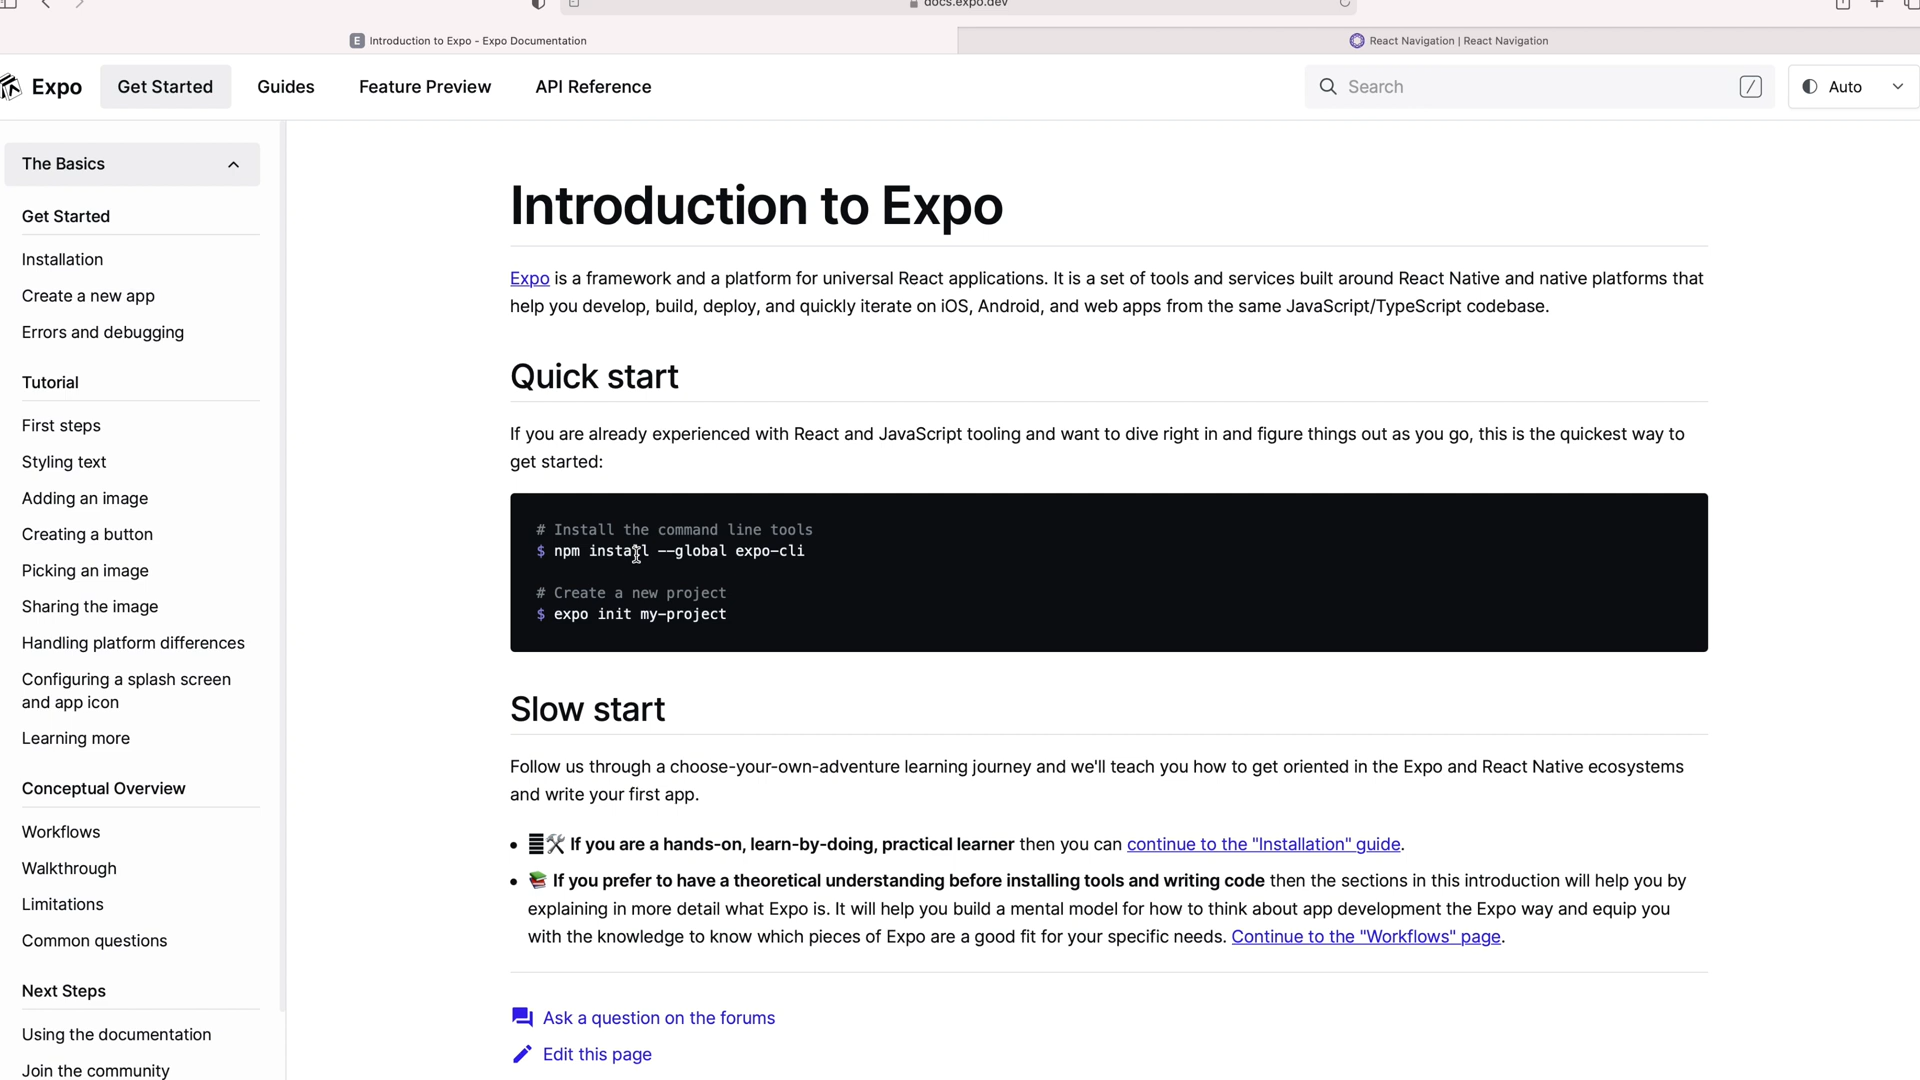 docs.expo.dev
Introduction to Expo - Expo Documentation
React Navigation | React Navigation
Expo
Get Started
Guides
Feature Preview
API Reference
Search
/
Auto
The Basics
Get Started
Installation
Create a new app
Errors and debugging
Tutorial
First steps
Styling text
Adding an image
Creating a button
Picking an image
Sharing the image
Handling platform differences
Configuring a splash screen
and app icon
Learning more
Conceptual Overview
Workflows
Walkthrough
Limitations
Common questions
Next Steps
Using the documentation
Join the community
Introduction to Expo
Expo is a framework and a platform for universal React applications. It is a set of tools and services built around React Native and native platforms that
help you develop, build, deploy, and quickly iterate on iOS, Android, and web apps from the same JavaScript/TypeScript codebase.
Quick start
If you are already experienced with React and JavaScript tooling and want to dive right in and figure things out as you go, this is the quickest way to
get started:
# Install the command line tools
$ npm install --global expo-cli
# Create a new project
$ expo init my-project
Slow start
Follow us through a choose-your-own-adventure learning journey and we'll teach you how to get oriented in the Expo and React Native ecosystems
and write your first app.
• If you are a hands-on, learn-by-doing, practical learner then you can continue to the "Installation" guide.
• 📚 If you prefer to have a theoretical understanding before installing tools and writing code then the sections in this introduction will help you by
explaining in more detail what Expo is. It will help you build a mental model for how to think about app development the Expo way and equip you
with the knowledge to know which pieces of Expo are a good fit for your specific needs. Continue to the "Workflows" page.
Ask a question on the forums
Edit this page